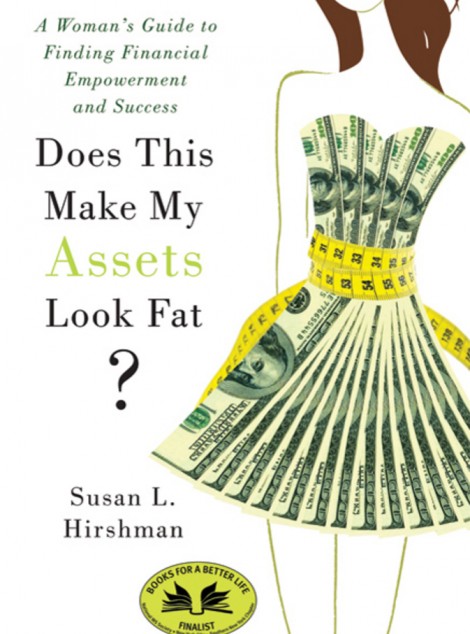 A Woman's Guide to
Finding Financial
Empowerment
and Success
Does This
Make My
Assets
Look Fat
?
Susan L.
Hirshman
BOOKS FOR A BETTER LIFE
FINALIST